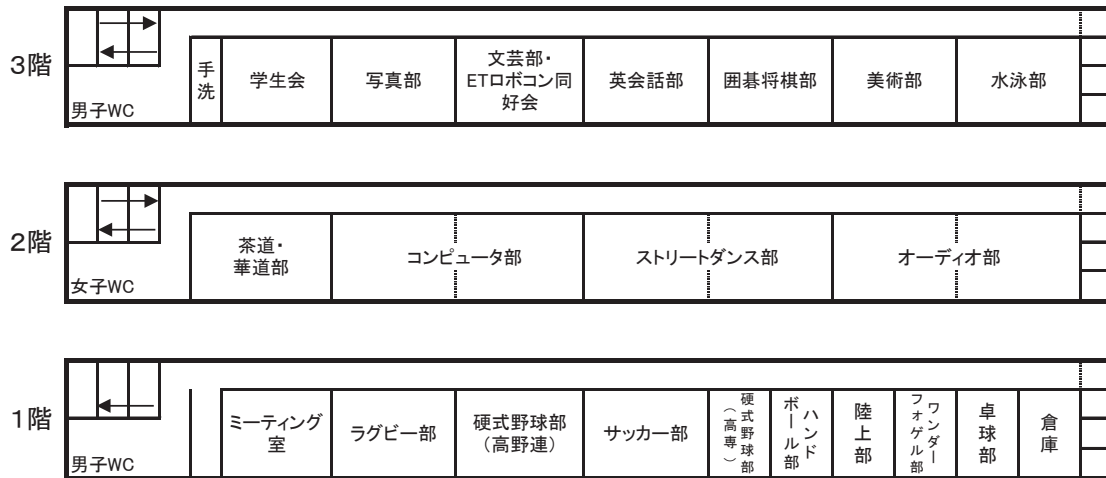 3階
男子WC
手洗
学生会
写真部
文芸部・
ETロボコン同
好会
英会話部
囲碁将棋部
美術部
水泳部
2階
女子WC
茶道・
華道部
コンピュータ部
ストリートダンス部
オーディオ部
1階
男子WC
ミーティング
室
ラグビー部
硬式野球部
(高野連)
サッカー部
硬式野球部
(高専)
ハンド
ボール部
陸上部
ワンダー
フォゲル部
卓球部
倉庫